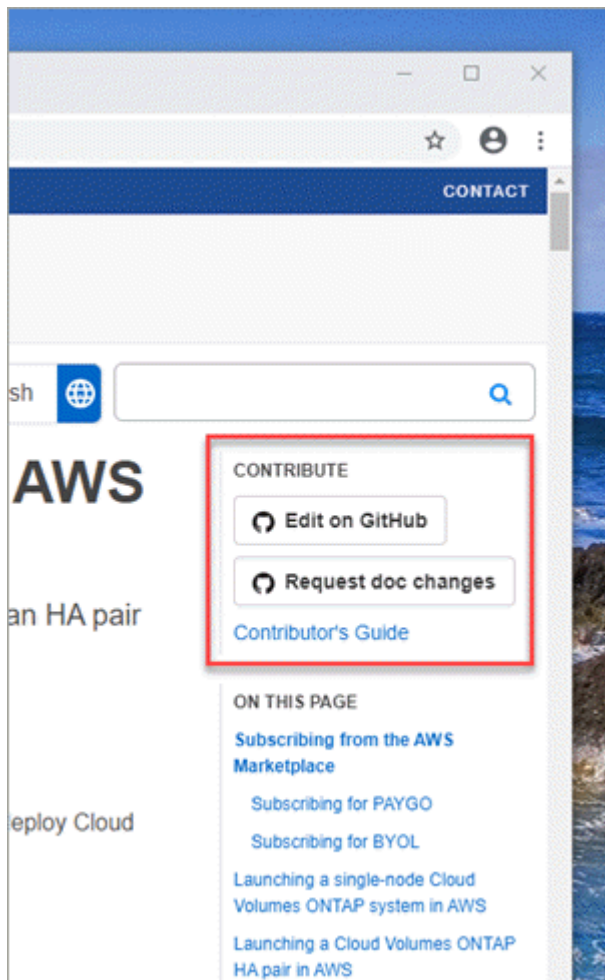 CONTACT
sh
AWS
CONTRIBUTE
Edit on GitHub
Request doc changes
an HA pair
Contributor's Guide
ON THIS PAGE
Subscribing from the AWS
Marketplace
Subscribing for PAYGO
eploy Cloud
Subscribing for BYOL
Launching a single-node Cloud
Volumes ONTAP system in AWS
Launching a Cloud Volumes ONTAP
HA pair in AWS